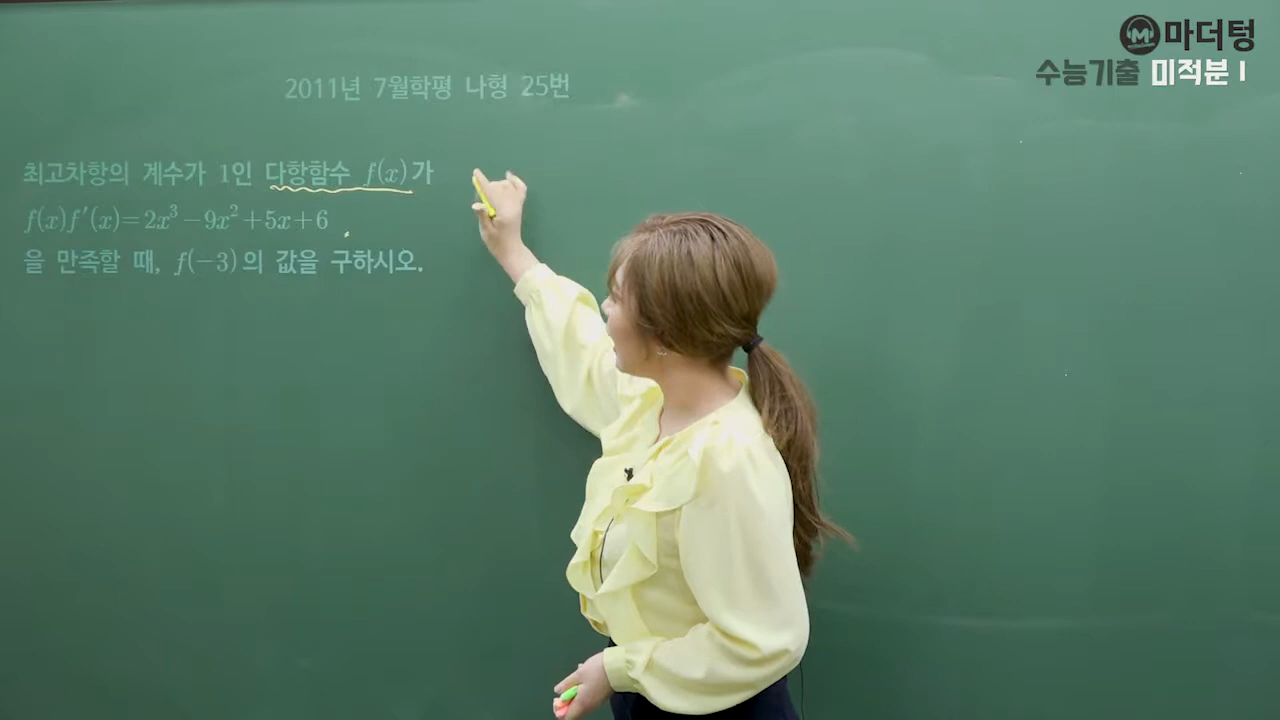 마더텅
수능기출 미적분 I
2011년 7월학평 나형 25번
최고차항의 계수가 1인 다항함수 f(x)가
f(x)f′(x)=2x³−9x²+5x+6
을 만족할 때, f(−3)의 값을 구하시오.